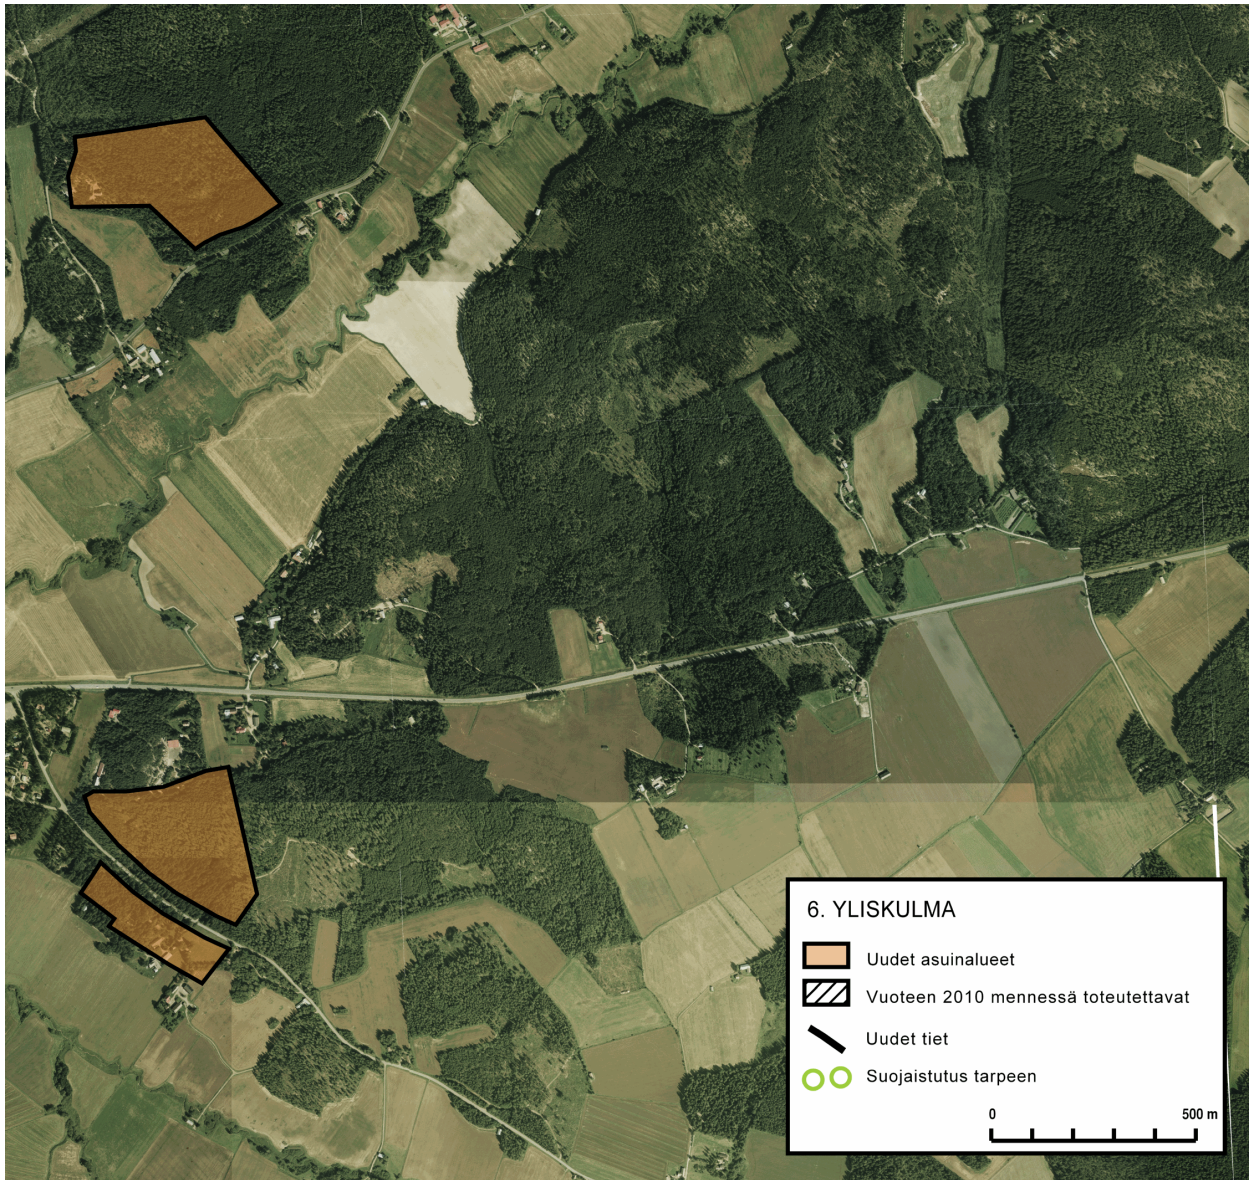 6. YLISKULMA
Uudet asuinalueet
Vuoteen 2010 mennessä toteutettavat
Uudet tiet
Suojaistutus tarpeen
0 500 m